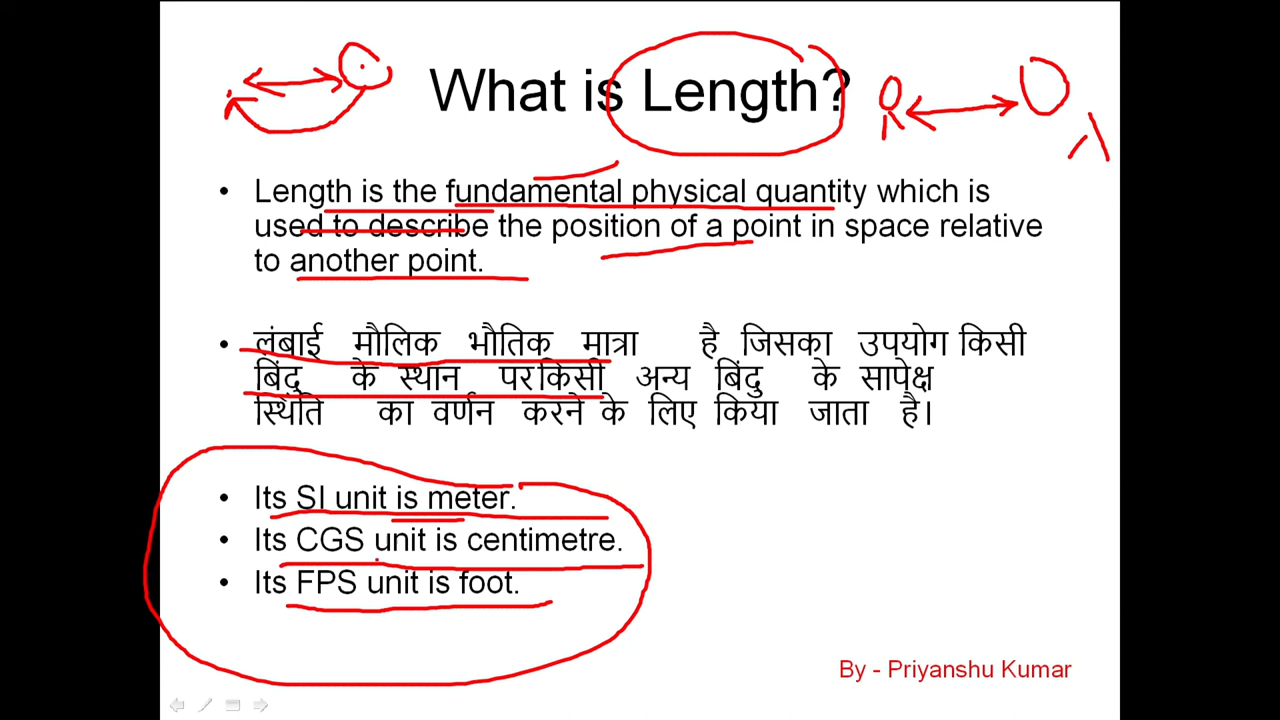 What is Length?
• Length is the fundamental physical quantity which is
used to describe the position of a point in space relative
to another point.
• लंबाई मौलिक भौतिक मात्रा है जिसका उपयोग किसी
बिंदु के स्थान पर किसी अन्य बिंदु के सापेक्ष
स्थिति का वर्णन करने के लिए किया जाता है।
• Its SI unit is meter.
• Its CGS unit is centimetre.
• Its FPS unit is foot.
By - Priyanshu Kumar